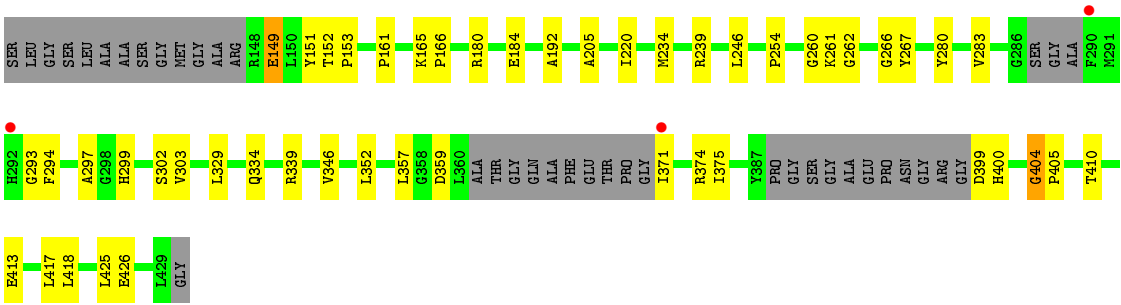 SER LEU GLY SER LEU ALA ALA SER GLY MET GLY ALA ARG R148 E149 L150 Y151 T152 P153 P161 K165 P166 R180 E184 A192 A205 I220 M234 R239 L246 P254 G260 K261 G262 G266 Y267 Y280 V283 G286 SER GLY ALA F290 M291
H292 G293 F294 A297 G298 H299 S302 V303 L329 Q334 R339 V346 L352 L357 G358 D359 L360 ALA THR GLY GLN ALA PHE GLU THR PRO GLY I371 R374 I375 Y387 PRO GLY SER GLY ALA GLU PRO ASN GLY ARG GLY D399 H400 G404 P405 T410
E413 L417 L418 L425 E426 L429 GLY